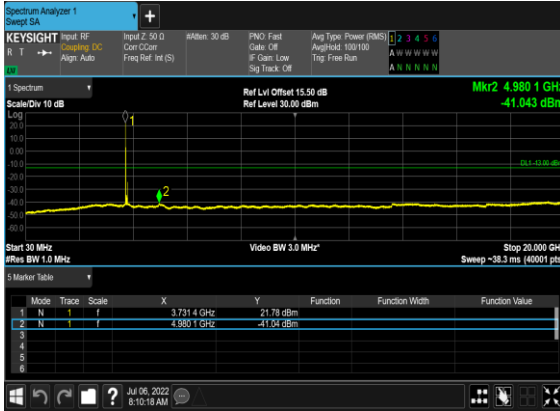 Spectrum Analyzer 1
Swept SA
+
KEYSIGHT
R T
Input: RF
Coupling: DC
Align: Auto
Input Z: 50 Ω
Corr CCorr
Freq Ref: Int (S)
#Atten: 30 dB
PNO: Fast
Gate: Off
IF Gain: Low
Sig Track: Off
Avg Type: Power (RMS)
Avg|Hold: 100/100
Trig: Free Run
1 2 3 4 5 6
A W W W W W
A N N N N N
1 Spectrum
Scale/Div 10 dB
Log
Ref Lvl Offset 15.50 dB
Ref Level 30.00 dBm
Mkr2 4.980 1 GHz
-41.043 dBm
1
DL1 -13.00 dBm
2
20.0
10.0
0.00
-10.0
-20.0
-30.0
-40.0
-50.0
-60.0
Start 30 MHz
#Res BW 1.0 MHz
Video BW 3.0 MHz*
Stop 20.000 GHz
Sweep ~38.3 ms (40001 pts)
5 Marker Table
Mode Trace Scale X Y Function Function Width Function Value
1 N 1 f 3.731 4 GHz 21.78 dBm
2 N 1 f 4.980 1 GHz -41.04 dBm
3
4
5
6
?
Jul 06, 2022
8:10:18 AM